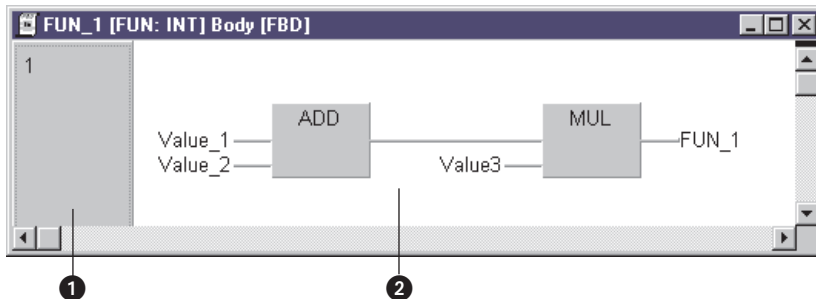 FUN_1 [FUN: INT] Body [FBD]
1
ADD
MUL
Value_1
FUN_1
Value_2
Value3
1
2